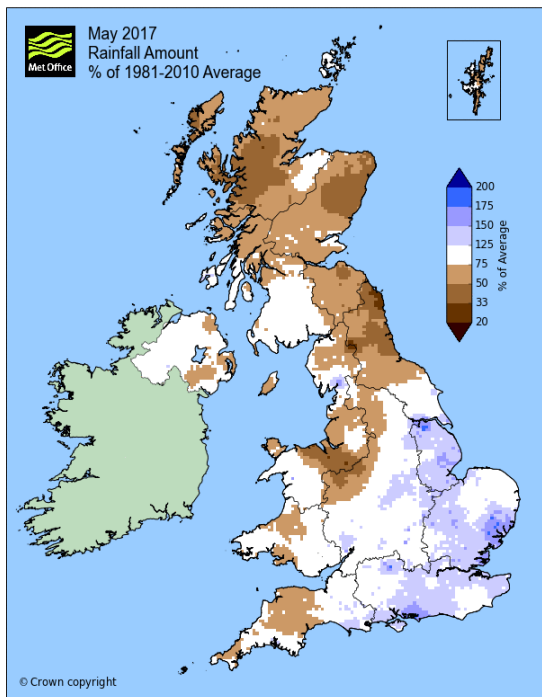 May 2017
Rainfall Amount
% of 1981-2010 Average
Met Office
200
175
150
125
75
50
33
20
% of Average
© Crown copyright